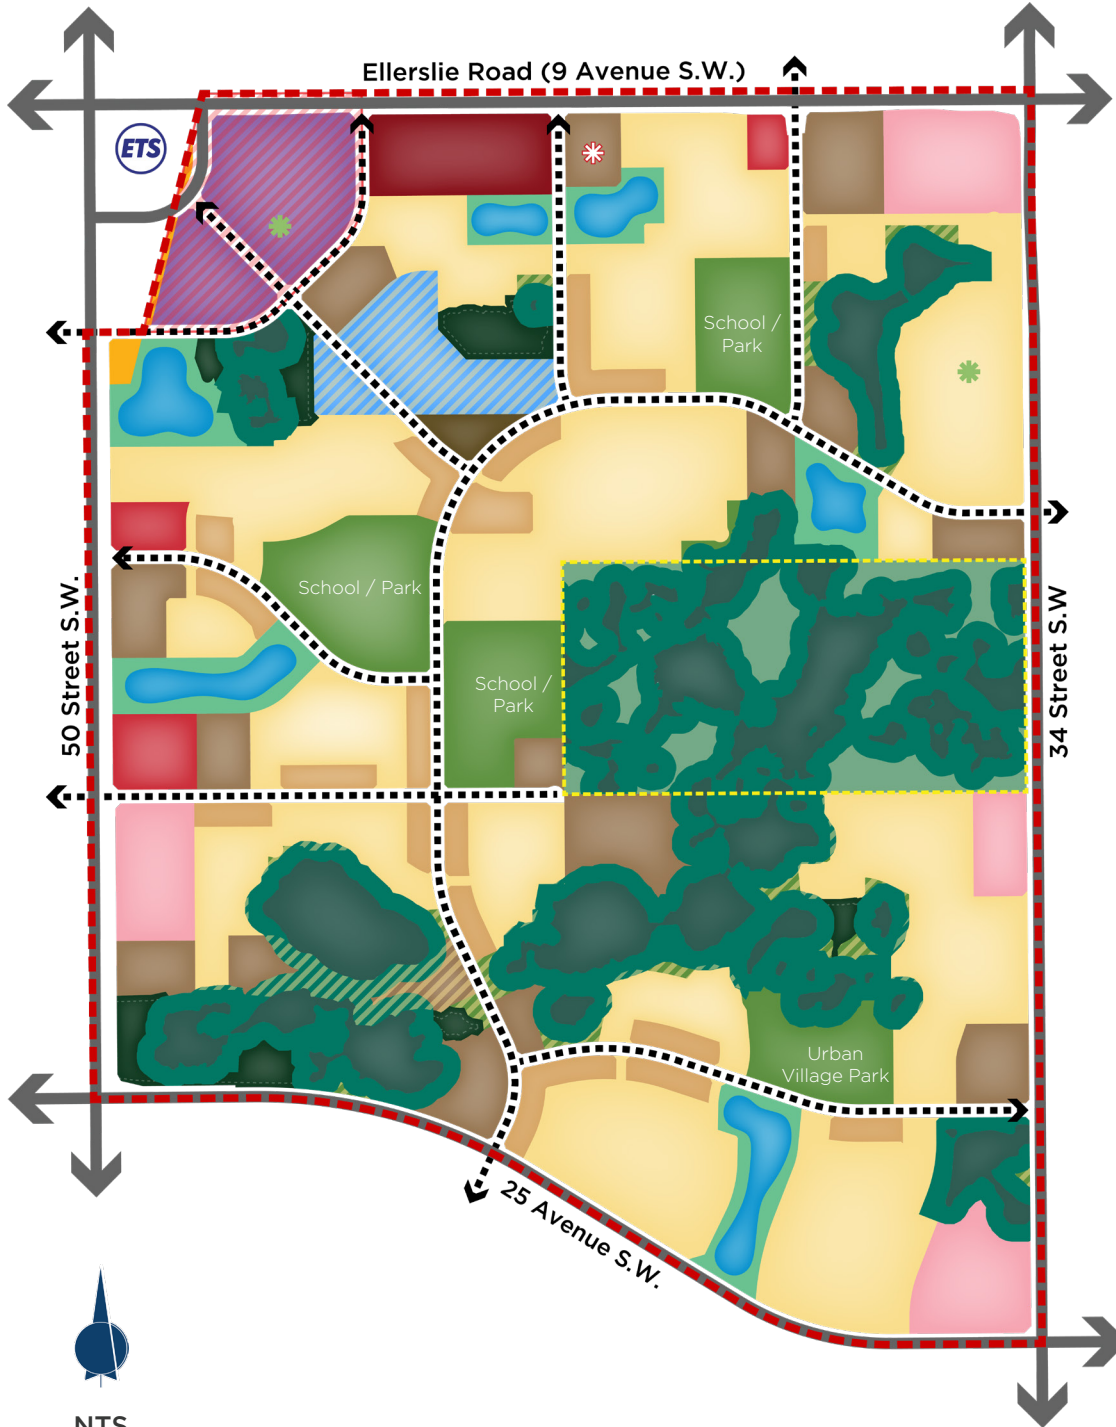 Ellerslie Road (9 Avenue S.W.)
ETS
School /
Park
School / Park
50 Street S.W.
34 Street S.W
School /
Park
Urban
Village Park
25 Avenue S.W.
NTS